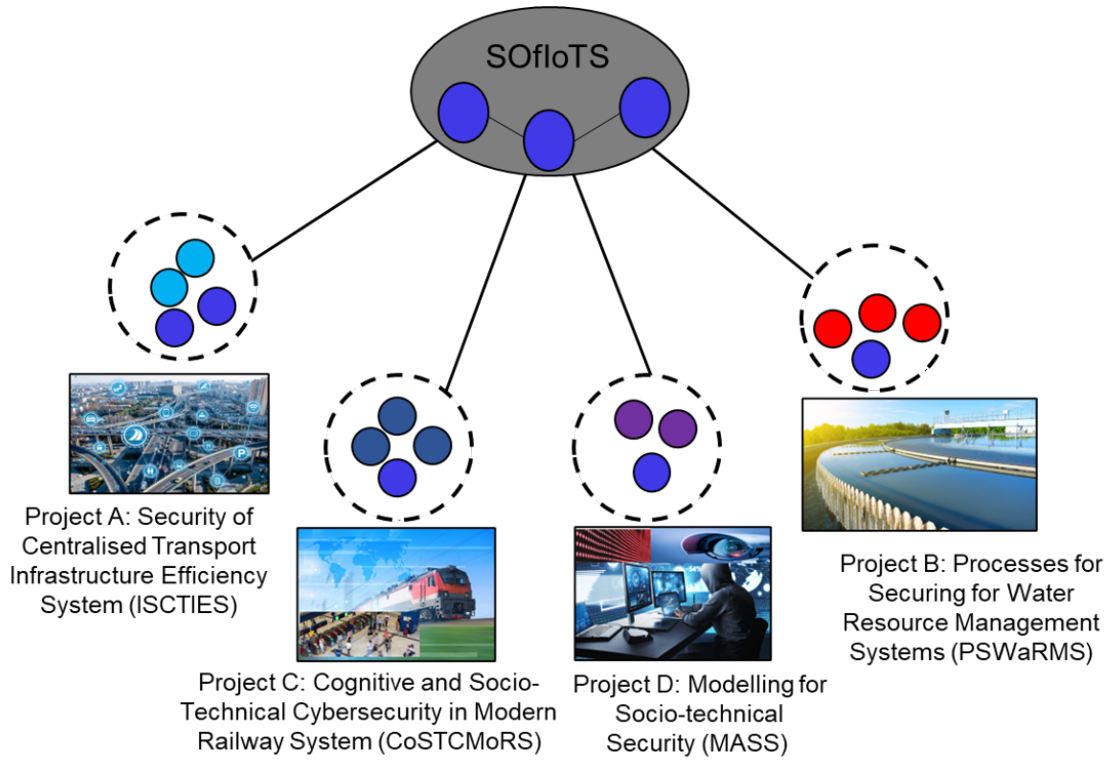 SOfIoTS
Project A: Security of
Centralised Transport
Infrastructure Efficiency
System (ISCTIES)
Project C: Cognitive and Socio-
Technical Cybersecurity in Modern
Railway System (CoSTCMoRS)
Project D: Modelling for
Socio-technical
Security (MASS)
Project B: Processes for
Securing for Water
Resource Management
Systems (PSWaRMS)